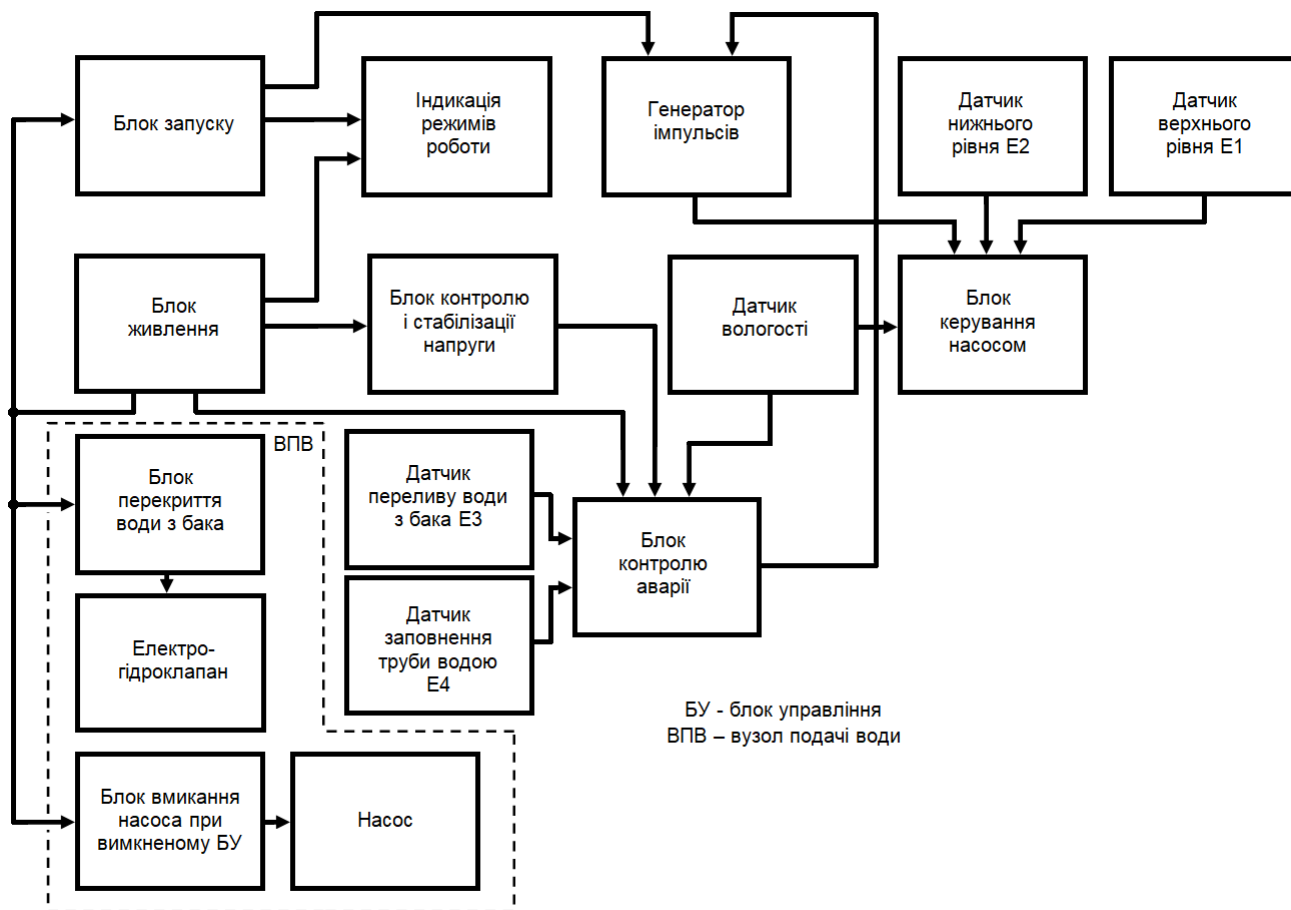 Блок запуску
Індикація
режимів
роботи
Генератор
імпульсів
Датчик
нижнього
рівня Е2
Датчик
верхнього
рівня Е1
Блок
живлення
Блок контролю
і стабілізації
напруги
Датчик
вологості
Блок
керування
насосом
ВПВ
Блок
перекриття
води з бака
Датчик
переливу води
з бака Е3
Блок
контролю
аварії
Електро-
гідроклапан
Датчик
заповнення
труби водою
Е4
БУ - блок управління
ВПВ – вузол подачі води
Блок вмикання
насоса при
вимкненому БУ
Насос